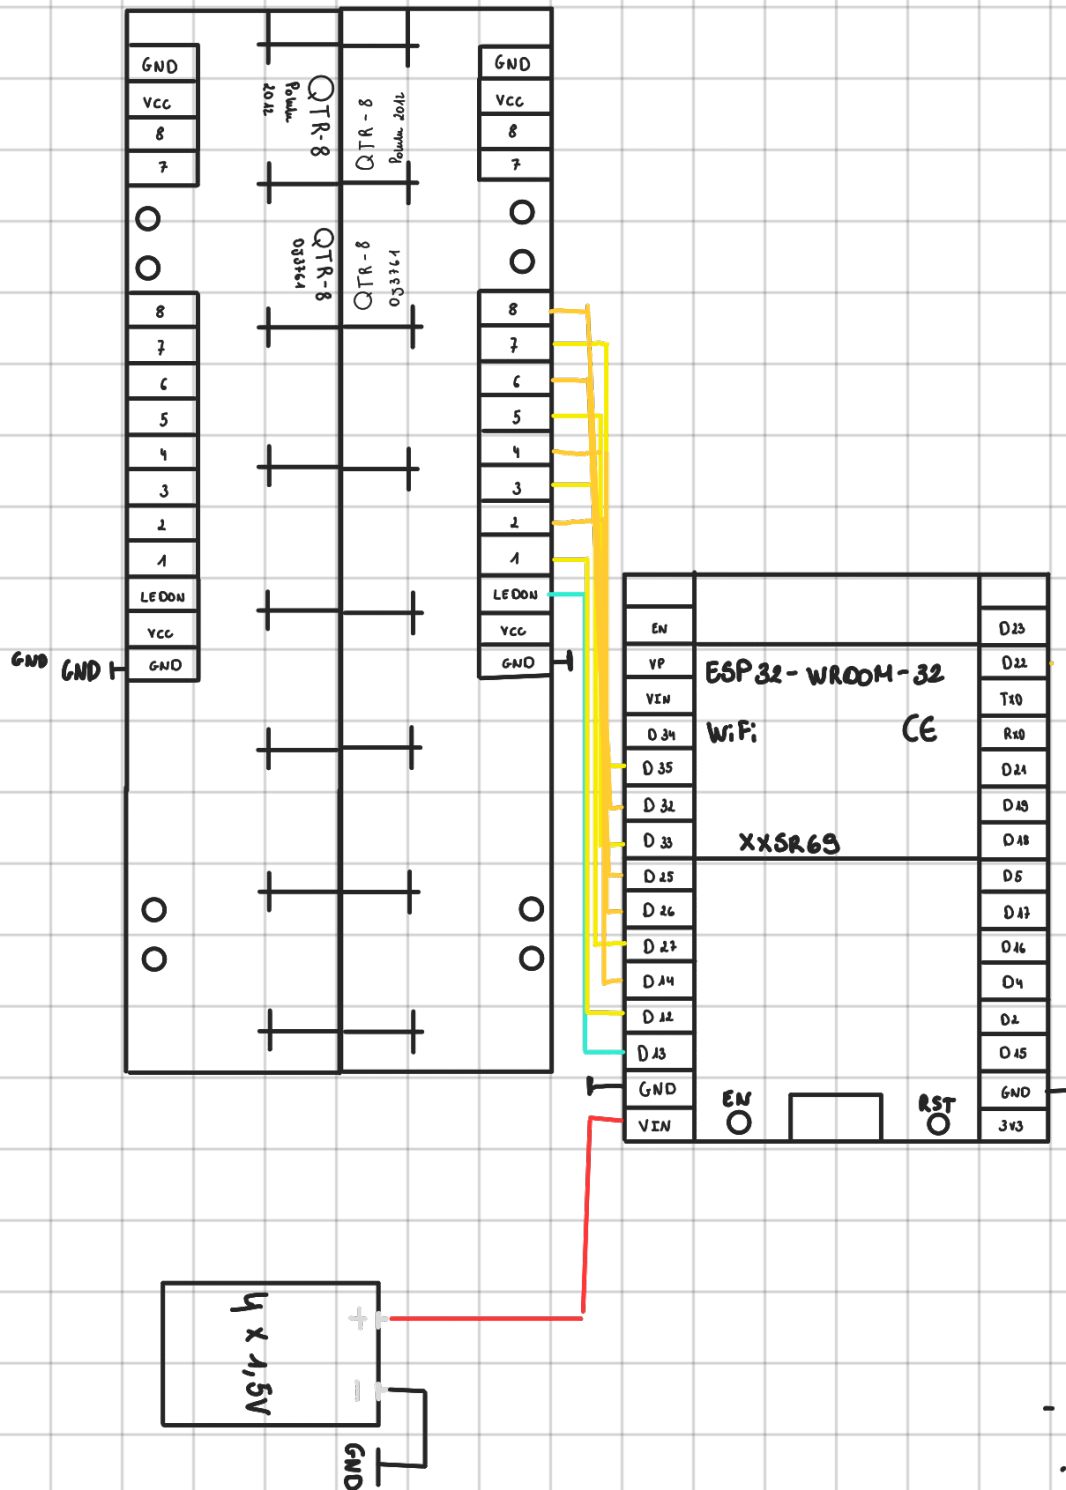 GND
VCC
8
7
QTR-8
Pololu
2012
QTR-8
Pololu 2012
GND
VCC
8
7
QTR-8
0J3761
QTR-8
0J3761
8
7
6
5
4
3
2
1
LEDON
VCC
GND
GND
GND
8
7
6
5
4
3
2
1
LEDON
VCC
GND
EN
VP
VIN
D34
D35
D32
D33
D25
D26
D27
D14
D12
D13
GND
VIN
ESP32-WROOM-32
WiFi
CE
XXSR69
EN
RST
D23
D22
TX0
RX0
D21
D19
D18
D5
D17
D16
D4
D2
D15
GND
3V3
4 x 1,5V
+
-
GND